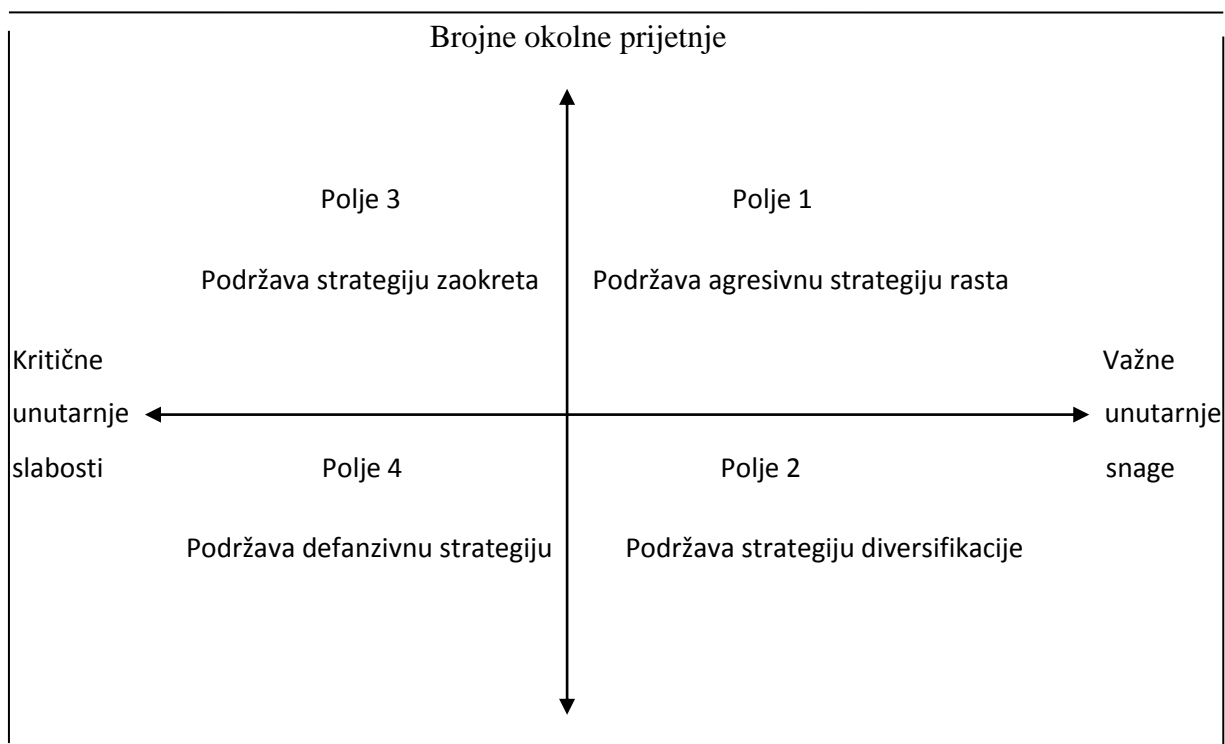 Brojne okolne prijetnje
Polje 3
Polje 1
Podržava strategiju zaokreta
Podržava agresivnu strategiju rasta
Kritične
unutarnje
slabosti
Važne
unutarnje
snage
Polje 4
Polje 2
Podržava defanzivnu strategiju
Podržava strategiju diversifikacije